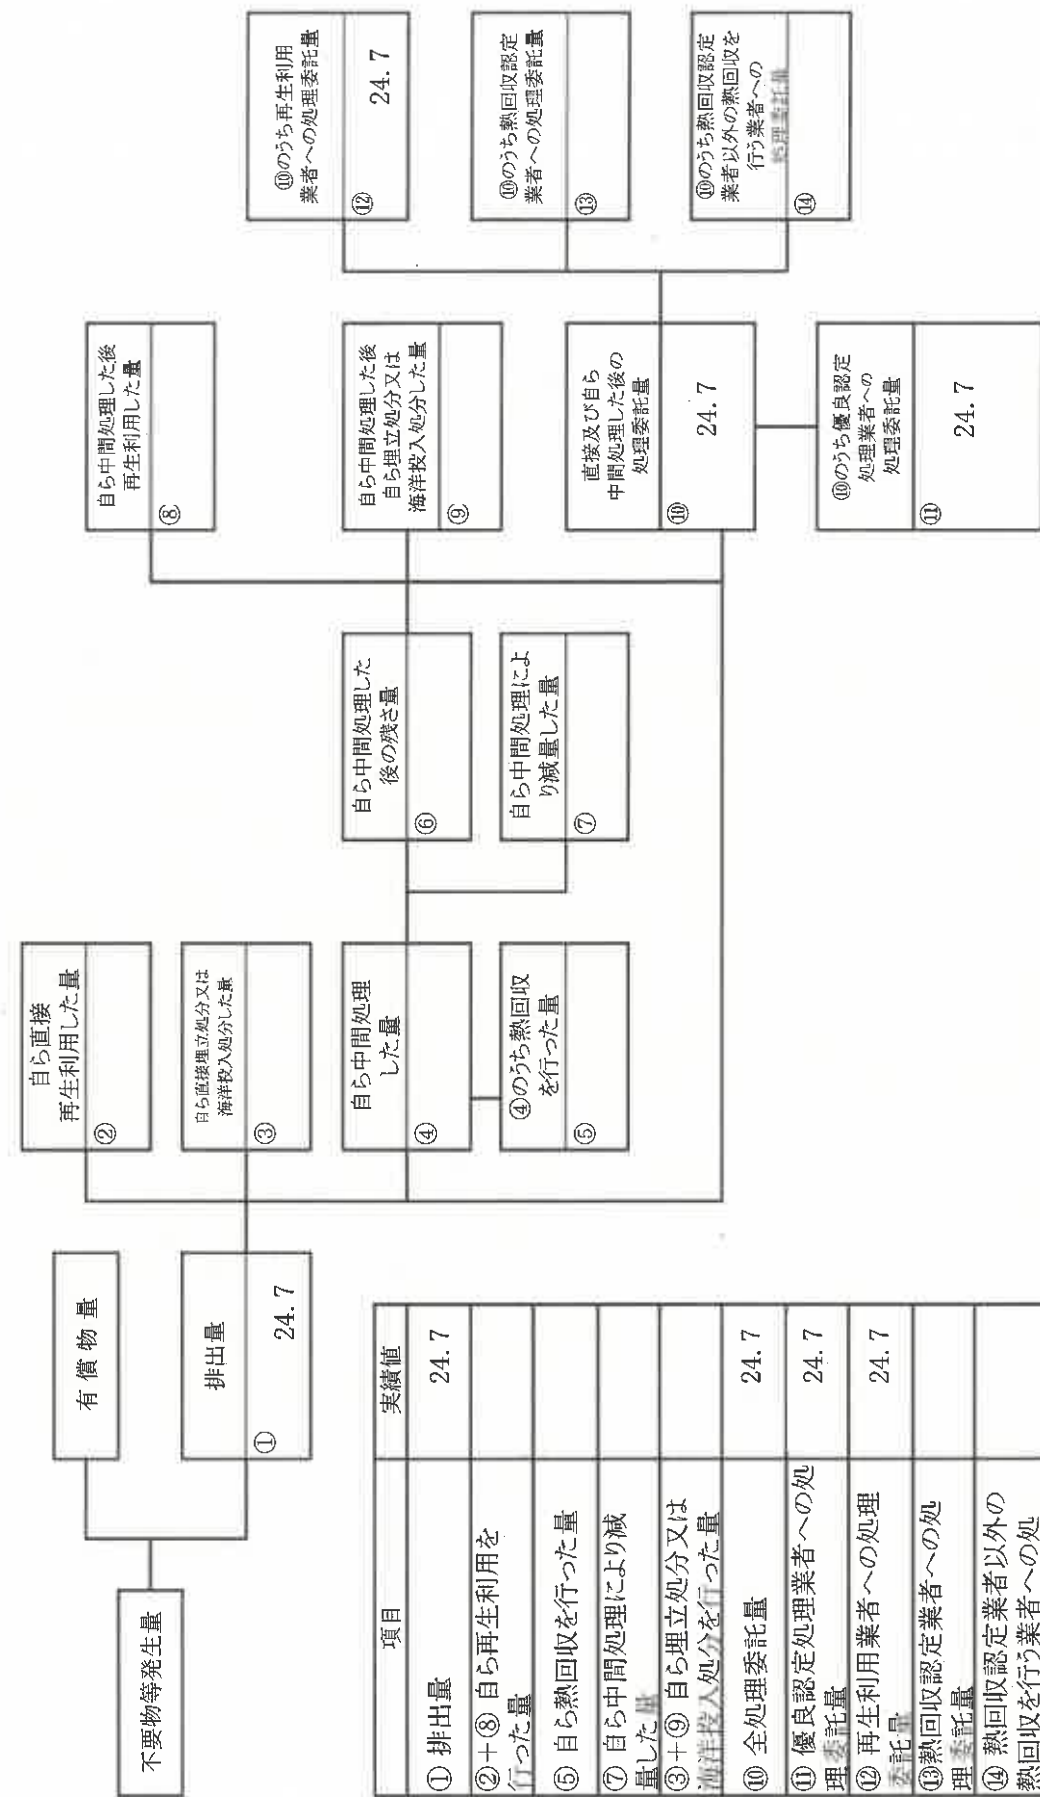 不要物等発生量
有償物量
排出量
①
24.7
自ら直接
再生利用した量
②
自ら直接埋立処分又は
海洋投入処分した量
③
自ら中間処理
した量
④
④のうち熱回収
を行った量
⑤
自ら中間処理した
後の残さ量
⑥
自ら中間処理によ
り減量した量
⑦
自ら中間処理した後
再生利用した量
⑧
自ら中間処理した後
自ら埋立処分又は
海洋投入処分した量
⑨
直接及び自ら
中間処理した後の
処理委託量
⑩
24.7
⑩のうち優良認定
処理業者への
処理委託量
⑪
24.7
⑩のうち再生利用
業者への処理委託量
⑫
24.7
⑩のうち熱回収認定
業者への処理委託量
⑬
⑩のうち熱回収認定
業者以外の熱回収を
行う業者への
処理委託量
⑭
項目 実績値
①排出量 24.7
②+⑧ 自ら再生利用を
行った量
⑤ 自ら熱回収を行った量
⑦ 自ら中間処理により減
量した量
③+⑨ 自ら埋立処分又は
海洋投入処分を行った量
⑩ 全処理委託量 24.7
⑪ 優良認定処理業者への処
理委託量 24.7
⑫ 再生利用業者への処理
委託量 24.7
⑬熱回収認定業者への処
理委託量
⑭ 熱回収認定業者以外の
熱回収を行う業者への処